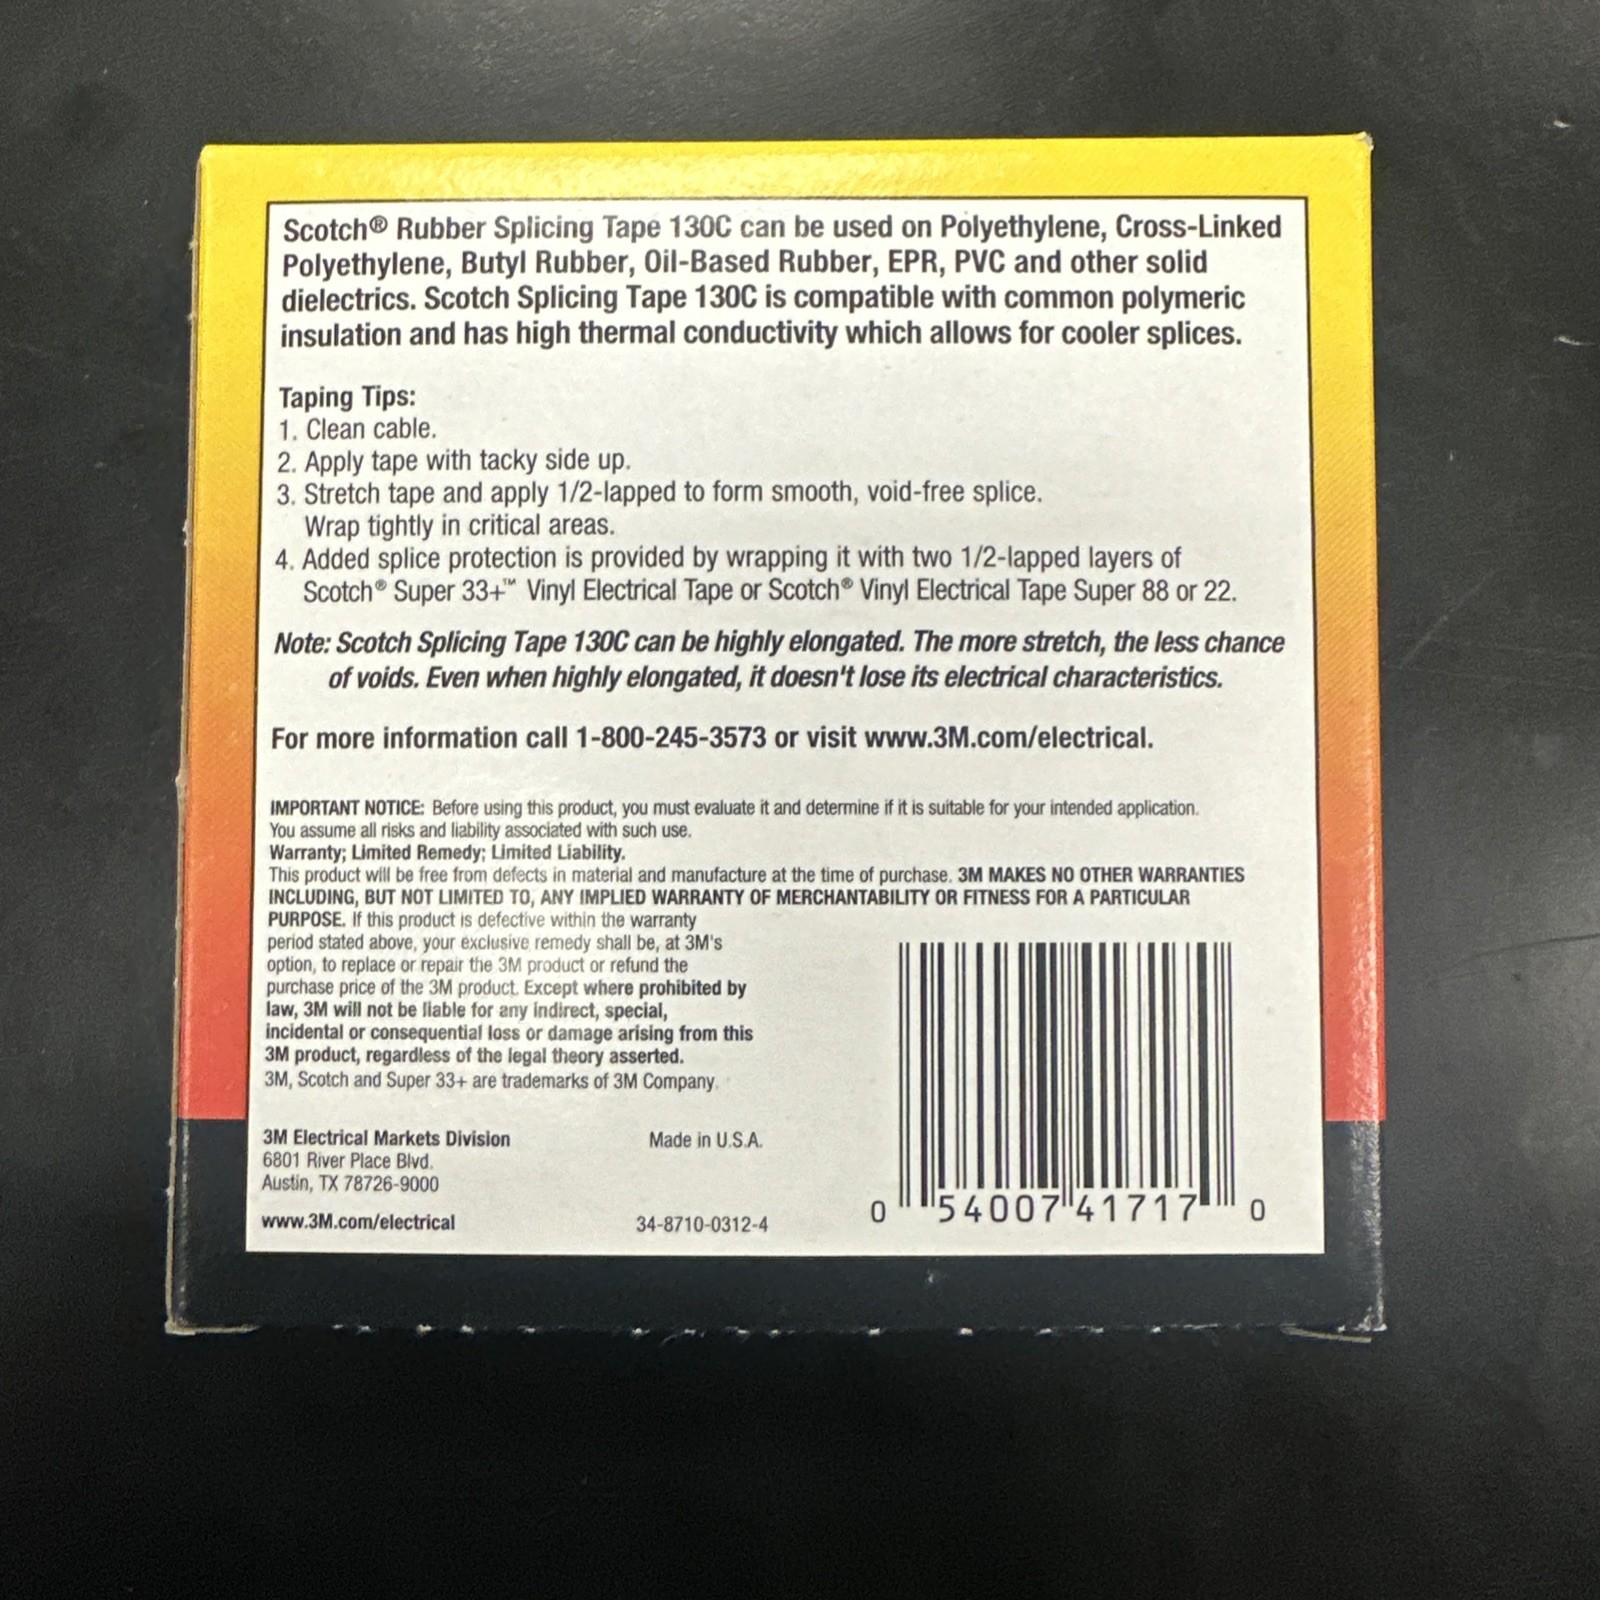 Scotch® Rubber Splicing Tape 130C can be used on Polyethylene, Cross-Linked
Polyethylene, Butyl Rubber, Oil-Based Rubber, EPR, PVC and other solid
dielectrics. Scotch Splicing Tape 130C is compatible with common polymeric
insulation and has high thermal conductivity which allows for cooler splices.
Taping Tips:
1. Clean cable.
2. Apply tape with tacky side up.
3. Stretch tape and apply 1/2-lapped to form smooth, void-free splice.
Wrap tightly in critical areas.
4. Added splice protection is provided by wrapping it with two 1/2-lapped layers of
Scotch® Super 33+™ Vinyl Electrical Tape or Scotch® Vinyl Electrical Tape Super 88 or 22.
Note: Scotch Splicing Tape 130C can be highly elongated. The more stretch, the less chance
of voids. Even when highly elongated, it doesn't lose its electrical characteristics.
For more information call 1-800-245-3573 or visit www.3M.com/electrical.
IMPORTANT NOTICE: Before using this product, you must evaluate it and determine if it is suitable for your intended application.
You assume all risks and liability associated with such use.
Warranty; Limited Remedy; Limited Liability.
This product will be free from defects in material and manufacture at the time of purchase. 3M MAKES NO OTHER WARRANTIES
INCLUDING, BUT NOT LIMITED TO, ANY IMPLIED WARRANTY OF MERCHANTABILITY OR FITNESS FOR A PARTICULAR
PURPOSE. If this product is defective within the warranty
period stated above, your exclusive remedy shall be, at 3M's
option, to replace or repair the 3M product or refund the
purchase price of the 3M product. Except where prohibited by
law, 3M will not be liable for any indirect, special,
incidental or consequential loss or damage arising from this
3M product, regardless of the legal theory asserted.
3M, Scotch and Super 33+ are trademarks of 3M Company.
3M Electrical Markets Division
6801 River Place Blvd.
Austin, TX 78726-9000
www.3M.com/electrical
Made in U.S.A.
34-8710-0312-4
0 54007 41717 0